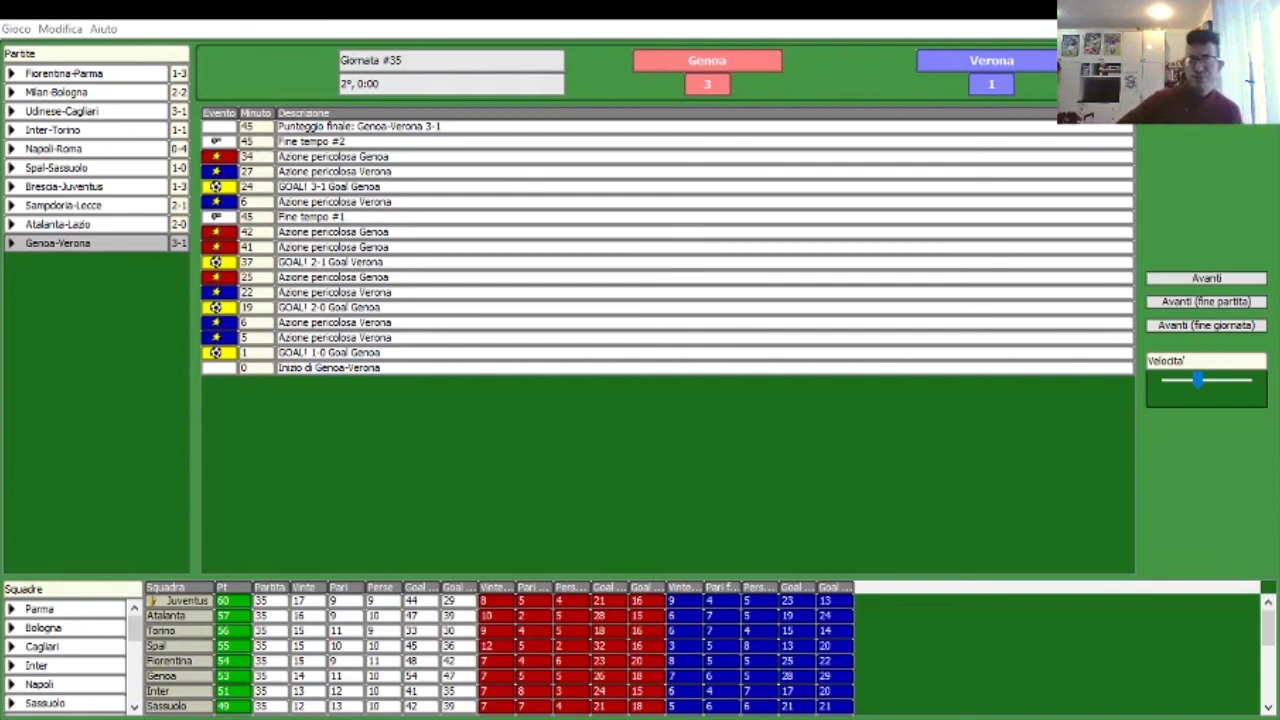 Gioco Modifica Aiuto
Partite
Fiorentina-Parma 1-3
Milan-Bologna 2-2
Udinese-Cagliari 3-1
Inter-Torino 1-1
Napoli-Roma 0-4
Spal-Sassuolo 1-0
Brescia-Juventus 1-3
Sampdoria-Lecce 2-1
Atalanta-Lazio 2-0
Genoa-Verona 3-1
Giornata #35
2°, 0:00
Genoa
3
Verona
1
Evento Minuto Descrizione
45 Punteggio finale: Genoa-Verona 3-1
45 Fine tempo #2
34 Azione pericolosa Genoa
27 Azione pericolosa Verona
24 GOAL! 3-1 Goal Genoa
6 Azione pericolosa Verona
45 Fine tempo #1
42 Azione pericolosa Genoa
41 Azione pericolosa Genoa
37 GOAL! 2-1 Goal Verona
25 Azione pericolosa Genoa
22 Azione pericolosa Verona
19 GOAL! 2-0 Goal Genoa
6 Azione pericolosa Verona
5 Azione pericolosa Verona
1 GOAL! 1-0 Goal Genoa
0 Inizio di Genoa-Verona
Avanti
Avanti (fine partita)
Avanti (fine giornata)
Velocita'
Squadre
Parma
Bologna
Cagliari
Inter
Napoli
Sassuolo
Squadra Pt Partita Vinte Pari Perse Goal ... Goal ... Vinte... Pari ... Pers... Goal ... Goal ... Vinte... Pari f... Pers... Goal ... Goal ...
Juventus 60 35 17 9 9 44 29 8 5 4 21 16 9 4 5 23 13
Atalanta 57 35 16 9 10 47 39 10 2 5 28 15 6 7 5 19 24
Torino 56 35 15 11 9 33 30 9 4 5 18 16 6 7 4 15 14
Spal 55 35 15 10 10 45 36 12 5 2 32 16 3 5 8 13 20
Fiorentina 54 35 15 9 11 48 42 7 4 6 23 20 8 5 5 25 22
Genoa 53 35 14 11 10 54 47 7 5 5 26 18 7 6 5 28 29
Inter 51 35 13 12 10 41 35 7 8 3 24 15 6 4 7 17 20
Sassuolo 49 35 12 13 10 42 39 7 7 4 21 18 5 6 6 21 21